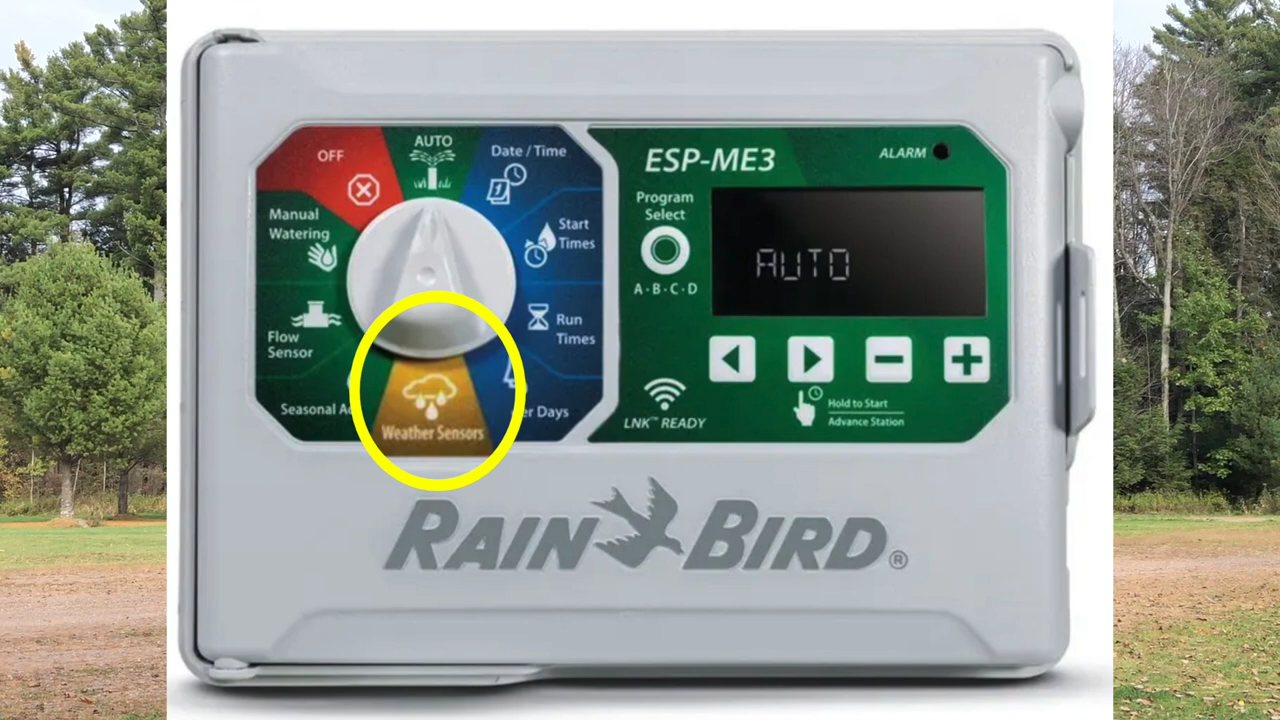 OFF
AUTO
Date / Time
1
Manual
Watering
Start
Times
Flow
Sensor
Run
Times
Seasonal
Weather Sensors
Days
ESP-ME3
ALARM
Program
Select
A·B·C·D
AUTO
LNK™ READY
Hold to Start
Advance Station
RAIN BIRD®